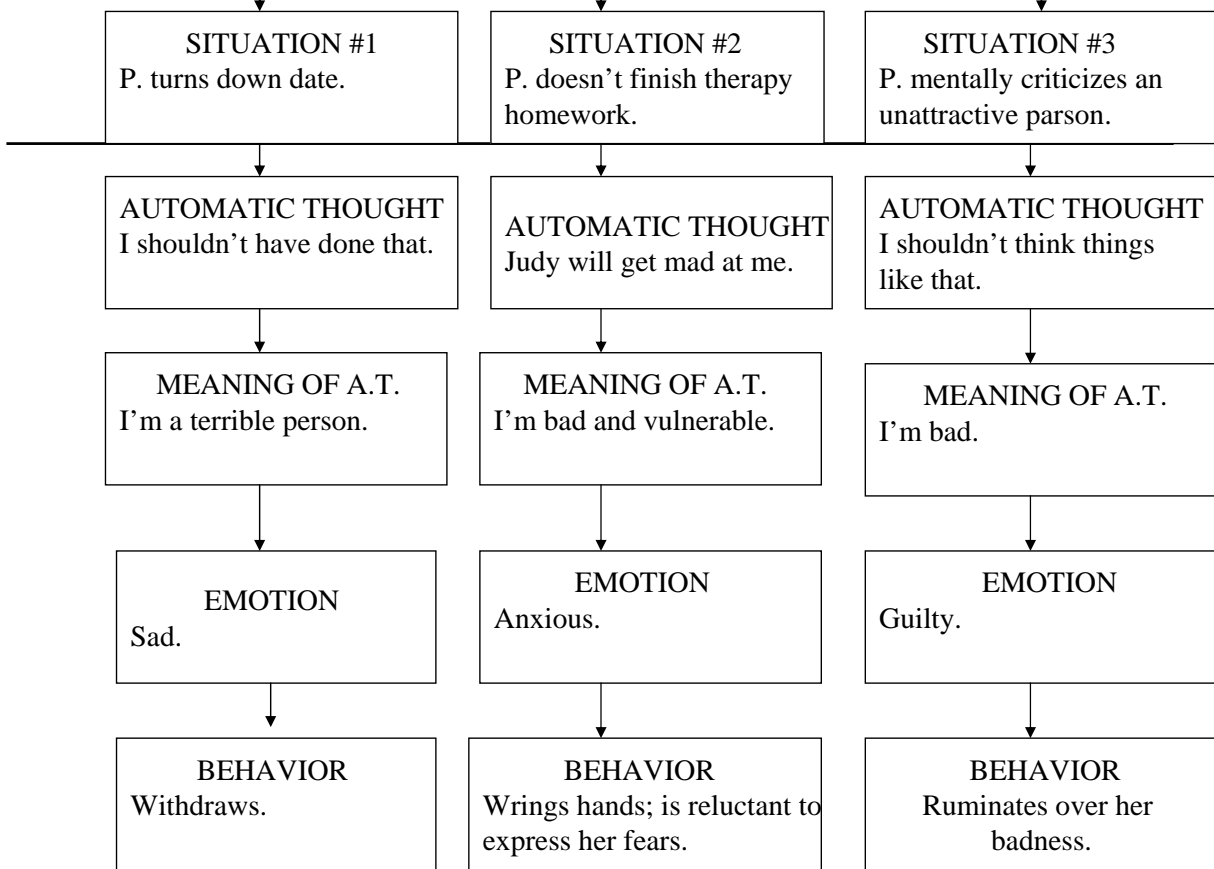 SITUATION #1
P. turns down date.
SITUATION #2
P. doesn’t finish therapy
homework.
SITUATION #3
P. mentally criticizes an
unattractive parson.
AUTOMATIC THOUGHT
I shouldn’t have done that.
AUTOMATIC THOUGHT
Judy will get mad at me.
AUTOMATIC THOUGHT
I shouldn’t think things
like that.
MEANING OF A.T.
I’m a terrible person.
MEANING OF A.T.
I’m bad and vulnerable.
MEANING OF A.T.
I’m bad.
EMOTION
Sad.
EMOTION
Anxious.
EMOTION
Guilty.
BEHAVIOR
Withdraws.
BEHAVIOR
Wrings hands; is reluctant to
express her fears.
BEHAVIOR
Ruminates over her
badness.